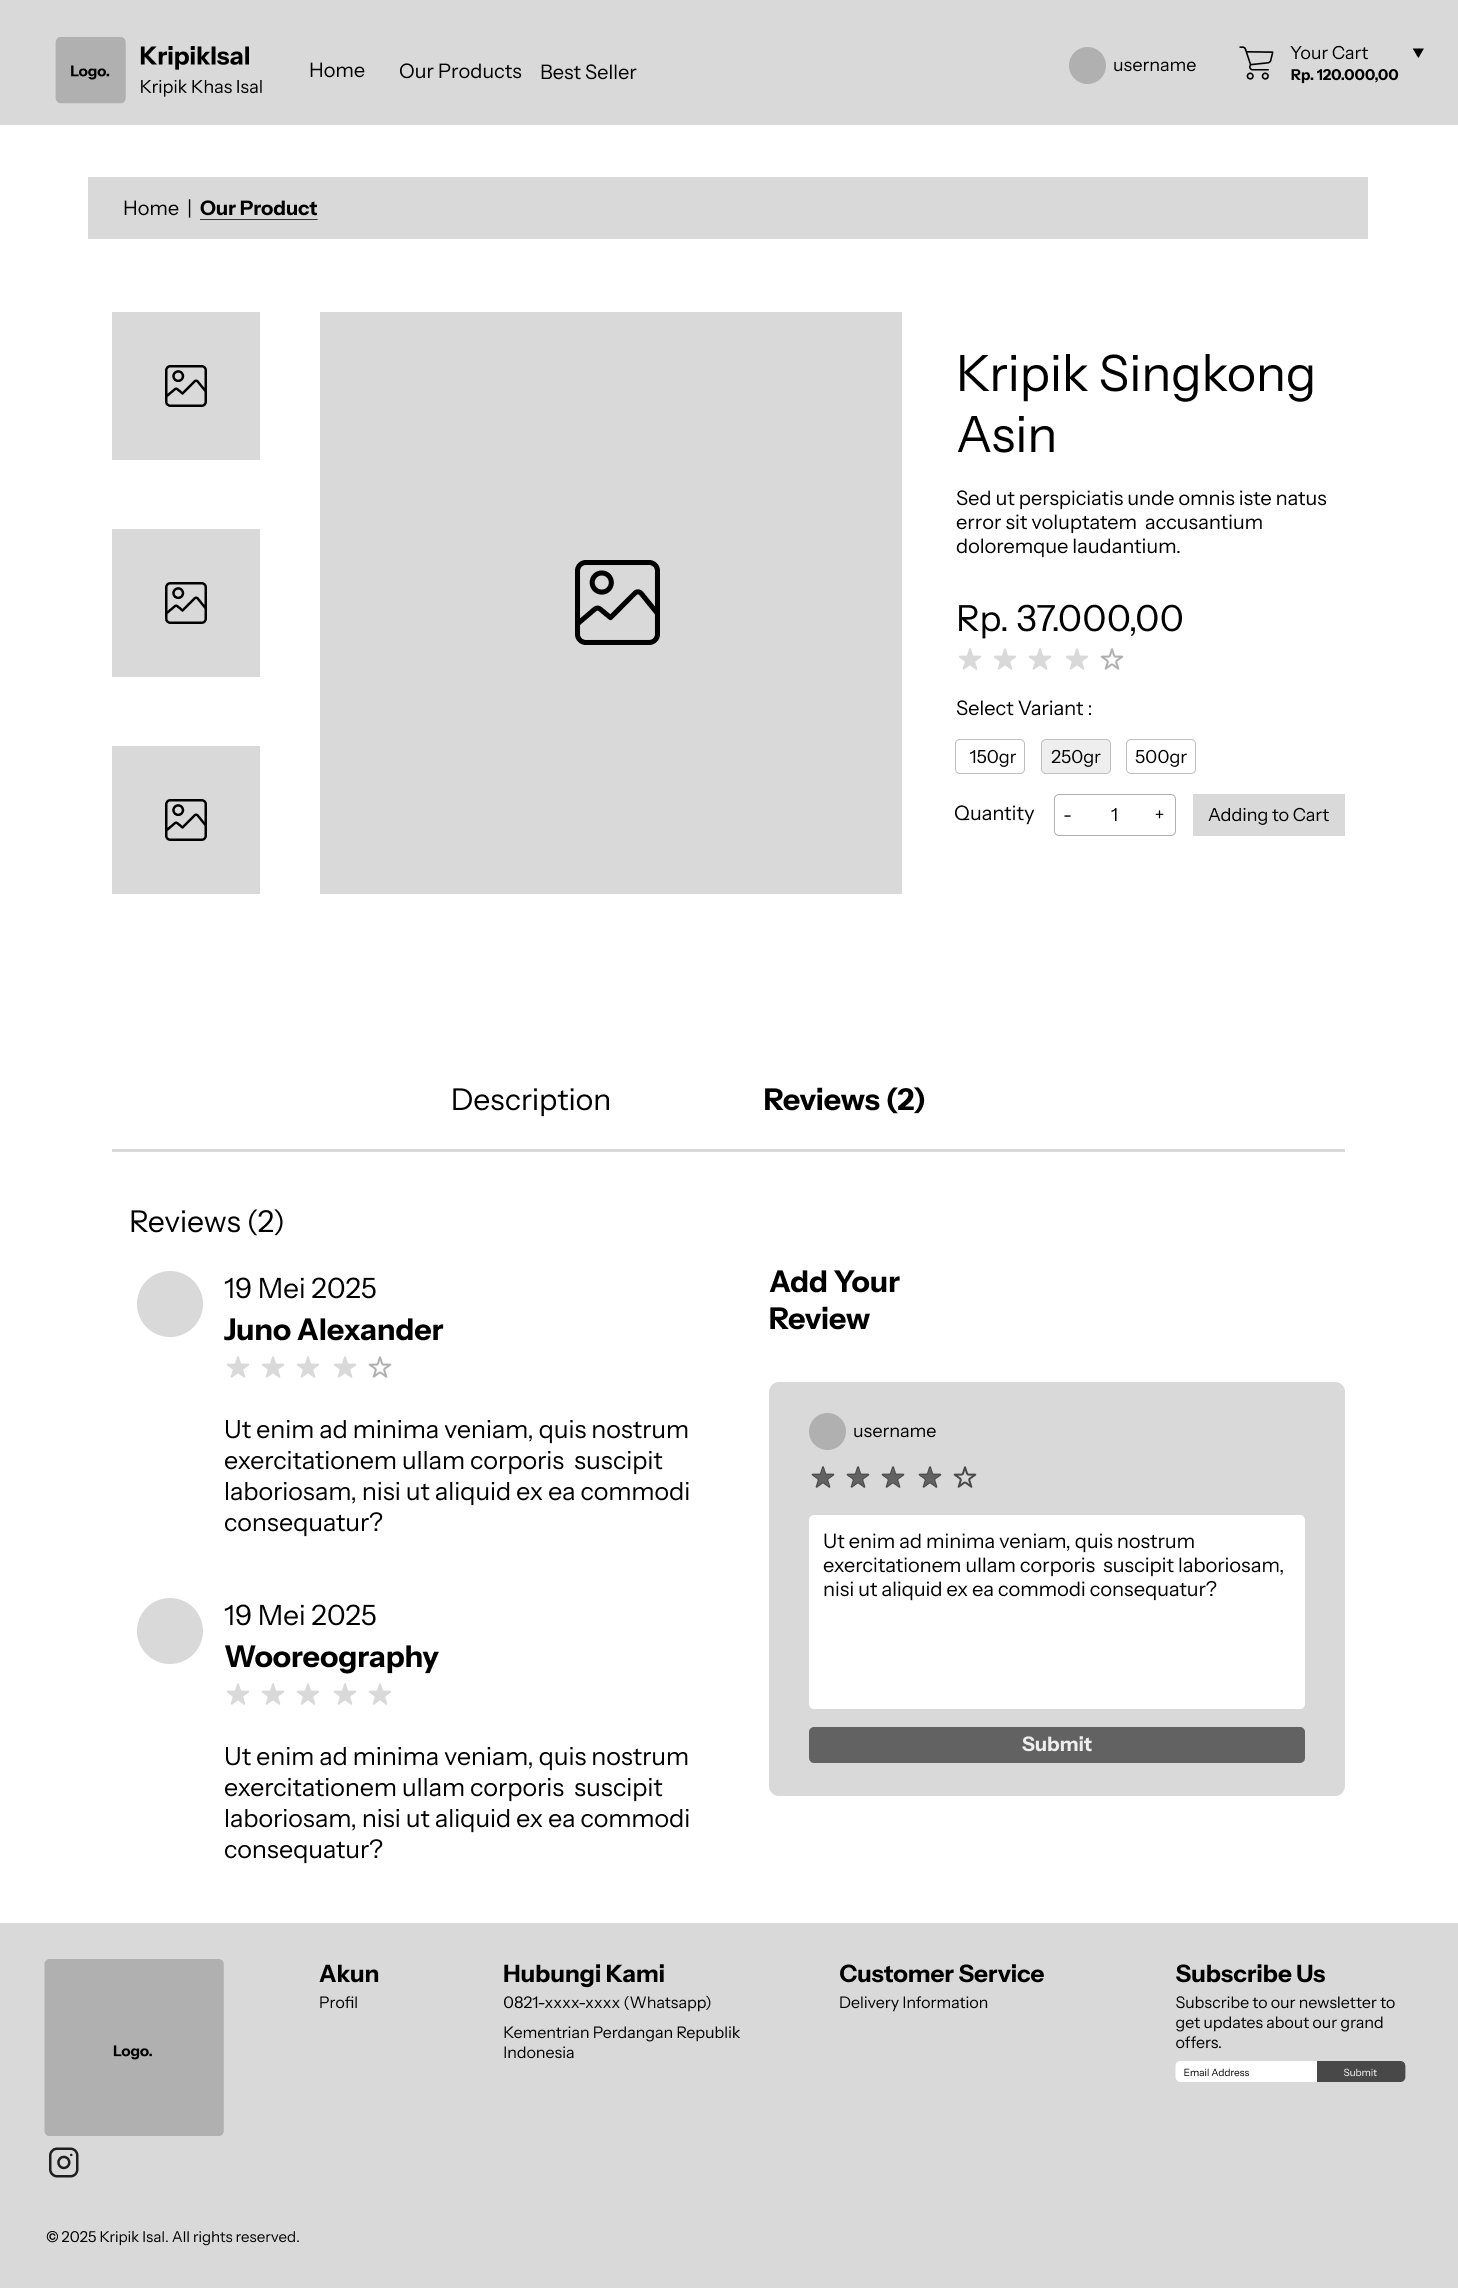 Logo.
KripikIsal
Kripik Khas Isal
Home
Our Products
Best Seller
username
Your Cart
Rp. 120.000,00
Home | Our Product
Kripik Singkong
Asin
Sed ut perspiciatis unde omnis iste natus
error sit voluptatem accusantium
doloremque laudantium.
Rp. 37.000,00
Select Variant :
150gr
250gr
500gr
Quantity
- 1 +
Adding to Cart
Description
Reviews (2)
Reviews (2)
19 Mei 2025
Juno Alexander
Ut enim ad minima veniam, quis nostrum
exercitationem ullam corporis suscipit
laboriosam, nisi ut aliquid ex ea commodi
consequatur?
19 Mei 2025
Wooreography
Ut enim ad minima veniam, quis nostrum
exercitationem ullam corporis suscipit
laboriosam, nisi ut aliquid ex ea commodi
consequatur?
Add Your
Review
username
Ut enim ad minima veniam, quis nostrum
exercitationem ullam corporis suscipit laboriosam,
nisi ut aliquid ex ea commodi consequatur?
Submit
Logo.
Akun
Profil
Hubungi Kami
0821-xxxx-xxxx (Whatsapp)
Kementrian Perdangan Republik
Indonesia
Customer Service
Delivery Information
Subscribe Us
Subscribe to our newsletter to
get updates about our grand
offers.
Email Address
Submit
© 2025 Kripik Isal. All rights reserved.